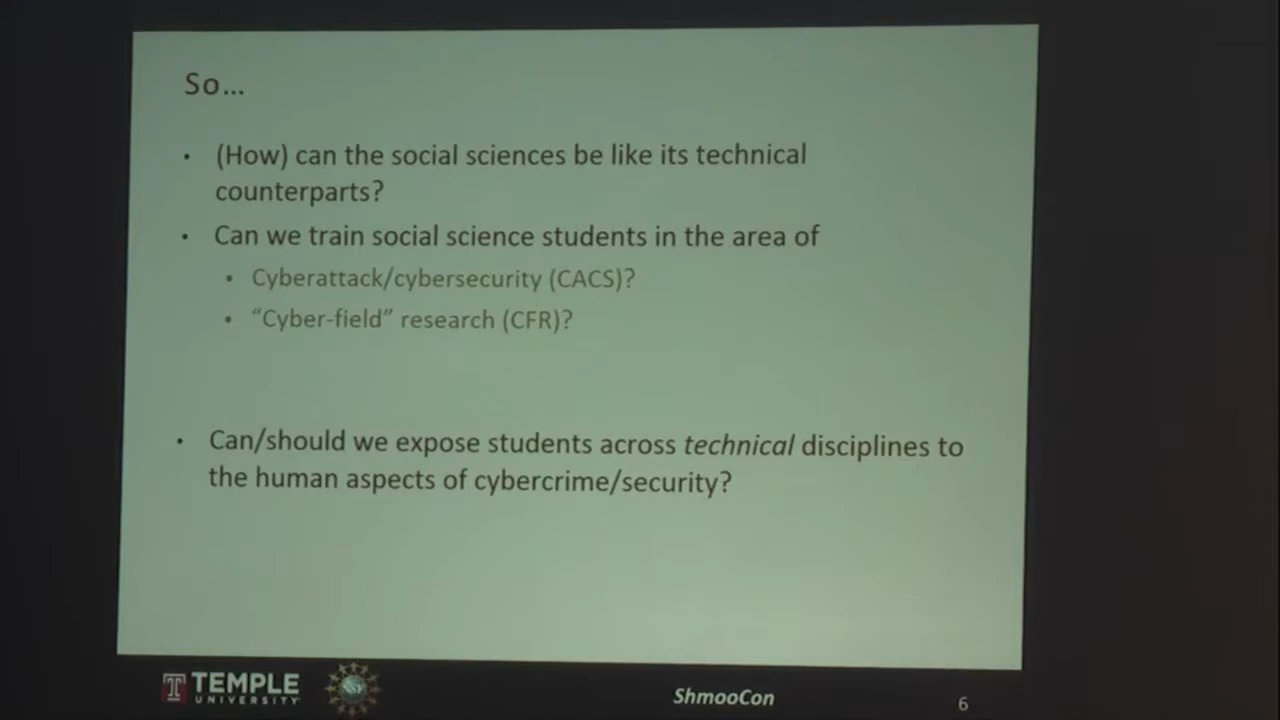 So...
• (How) can the social sciences be like its technical
counterparts?
• Can we train social science students in the area of
• Cyberattack/cybersecurity (CACS)?
• “Cyber-field” research (CFR)?
• Can/should we expose students across technical disciplines to
the human aspects of cybercrime/security?
T TEMPLE
UNIVERSITY
NSF
ShmooCon
6